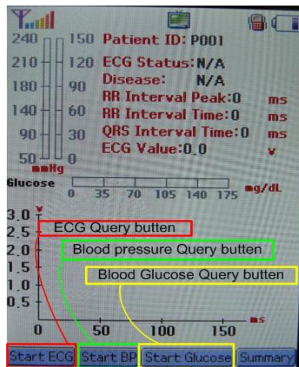 240 150 Patient ID: P001
210 120 ECG Status:N/A
180 90 Disease: N/A
RR Interval Peak:0 ms
140 60 RR Interval Time:0 ms
90 30 QRS Interval Time:0 ms
50 0 ECG Value:0.0 v
mmHg
Glucose
0 35 70 105 140 175 mg/dL
v
3.0
2.5 ECG Query butten
2.0 Blood pressure Query butten
1.5 Blood Glucose Query butten
1.0
0.5
0 50 100 150 ms
Start ECG Start BP Start Glucose Summary